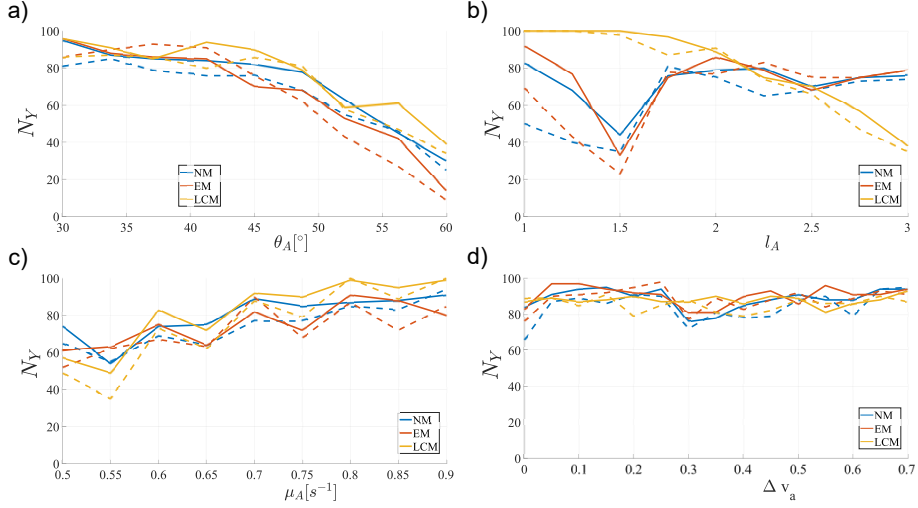 a)
100
80
60
40
20
0
N_Y
NM
EM
LCM
30 35 40 45 50 55 60
θ_A[°]
b)
100
80
60
40
20
0
N_Y
NM
EM
LCM
1 1.5 2 2.5 3
l_A
c)
100
80
60
40
20
0
N_Y
NM
EM
LCM
0.5 0.55 0.6 0.65 0.7 0.75 0.8 0.85 0.9
μ_A[s⁻¹]
d)
100
80
60
40
20
0
N_Y
NM
EM
LCM
0 0.1 0.2 0.3 0.4 0.5 0.6 0.7
Δ v_a